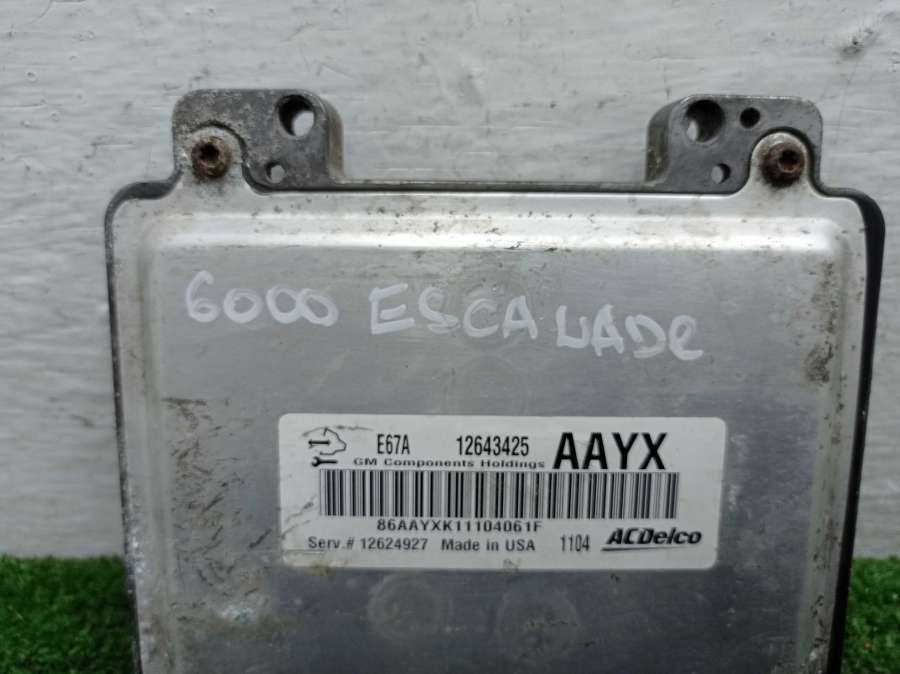 6000 ESCALADe
E67A 12643425 AAYX
GM Components Holdings
86AAYXK11104061F
Serv.# 12624927 Made in USA 1104 ACDelco